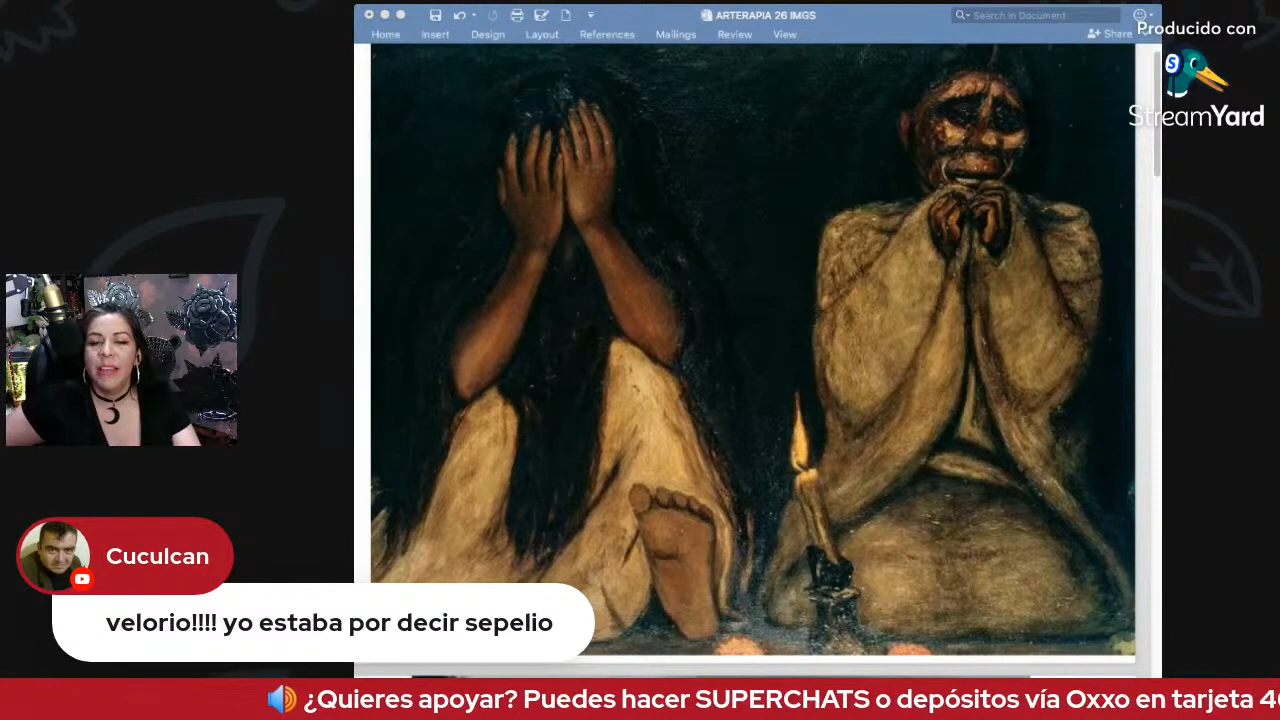 ARTERAPIA 26 IMGS
Search in Document
Home Insert Design Layout References Mailings Review View
Share
Producido con
S
StreamYard
Cuculcan
velorio!!!! yo estaba por decir sepelio
¿Quieres apoyar? Puedes hacer SUPERCHATS o depósitos vía Oxxo en tarjeta